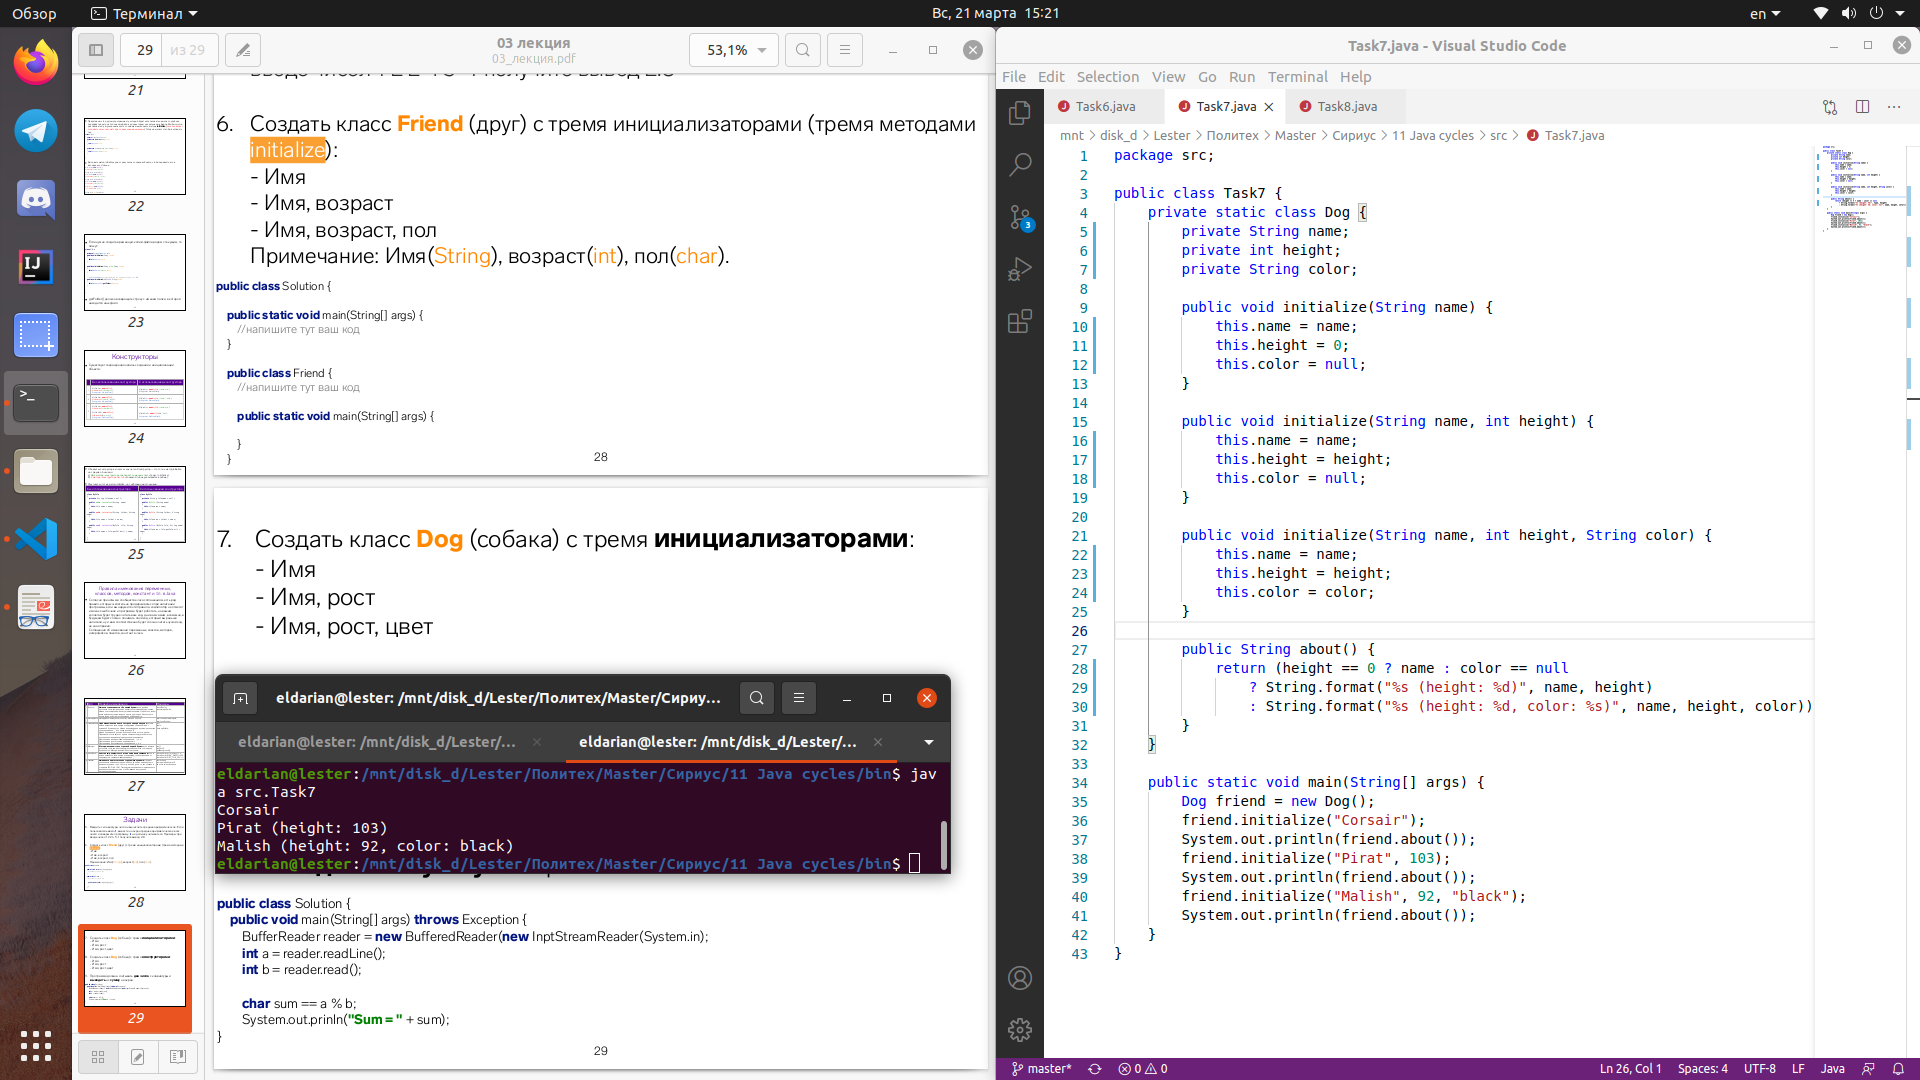 Обзор
Терминал
Вс, 21 марта 15:21
en
29
из 29
03 лекция
03_лекция.pdf
53,1%
21
22
23
Конструкторы
24
25
26
27
Задачи
28
29
6. Создать класс Friend (друг) с тремя инициализаторами (тремя методами
initialize):
- Имя
- Имя, возраст
- Имя, возраст, пол
Примечание: Имя(String), возраст(int), пол(char).
public class Solution {
public static void main(String[] args) {
//напишите тут ваш код
}
public class Friend {
//напишите тут ваш код
public static void main(String[] args) {
}
}
28
7. Создать класс Dog (собака) с тремя инициализаторами:
- Имя
- Имя, рост
- Имя, рост, цвет
eldarian@lester: /mnt/disk_d/Lester/Политех/Master/Сириу...
eldarian@lester: /mnt/disk_d/Lester/...
eldarian@lester: /mnt/disk_d/Lester/...
eldarian@lester:/mnt/disk_d/Lester/Политех/Master/Сириус/11 Java cycles/bin$ jav
a src.Task7
Corsair
Pirat (height: 103)
Malish (height: 92, color: black)
eldarian@lester:/mnt/disk_d/Lester/Политех/Master/Сириус/11 Java cycles/bin$
public class Solution {
public void main(String[] args) throws Exception {
BufferReader reader = new BufferedReader(new InptStreamReader(System.in);
int a = reader.readLine();
int b = reader.read();
char sum == a % b;
System.out.prinln("Sum = " + sum);
}
29
Task7.java - Visual Studio Code
File Edit Selection View Go Run Terminal Help
Task6.java
Task7.java
Task8.java
mnt > disk_d > Lester > Политех > Master > Сириус > 11 Java cycles > src > Task7.java
3
1 package src;
2
3 public class Task7 {
4 private static class Dog {
5 private String name;
6 private int height;
7 private String color;
8
9 public void initialize(String name) {
10 this.name = name;
11 this.height = 0;
12 this.color = null;
13 }
14
15 public void initialize(String name, int height) {
16 this.name = name;
17 this.height = height;
18 this.color = null;
19 }
20
21 public void initialize(String name, int height, String color) {
22 this.name = name;
23 this.height = height;
24 this.color = color;
25 }
26
27 public String about() {
28 return (height == 0 ? name : color == null
29 ? String.format("%s (height: %d)", name, height)
30 : String.format("%s (height: %d, color: %s)", name, height, color))
31 }
32 }
33
34 public static void main(String[] args) {
35 Dog friend = new Dog();
36 friend.initialize("Corsair");
37 System.out.println(friend.about());
38 friend.initialize("Pirat", 103);
39 System.out.println(friend.about());
40 friend.initialize("Malish", 92, "black");
41 System.out.println(friend.about());
42 }
43 }
master*
0
0
Ln 26, Col 1
Spaces: 4
UTF-8
LF
Java